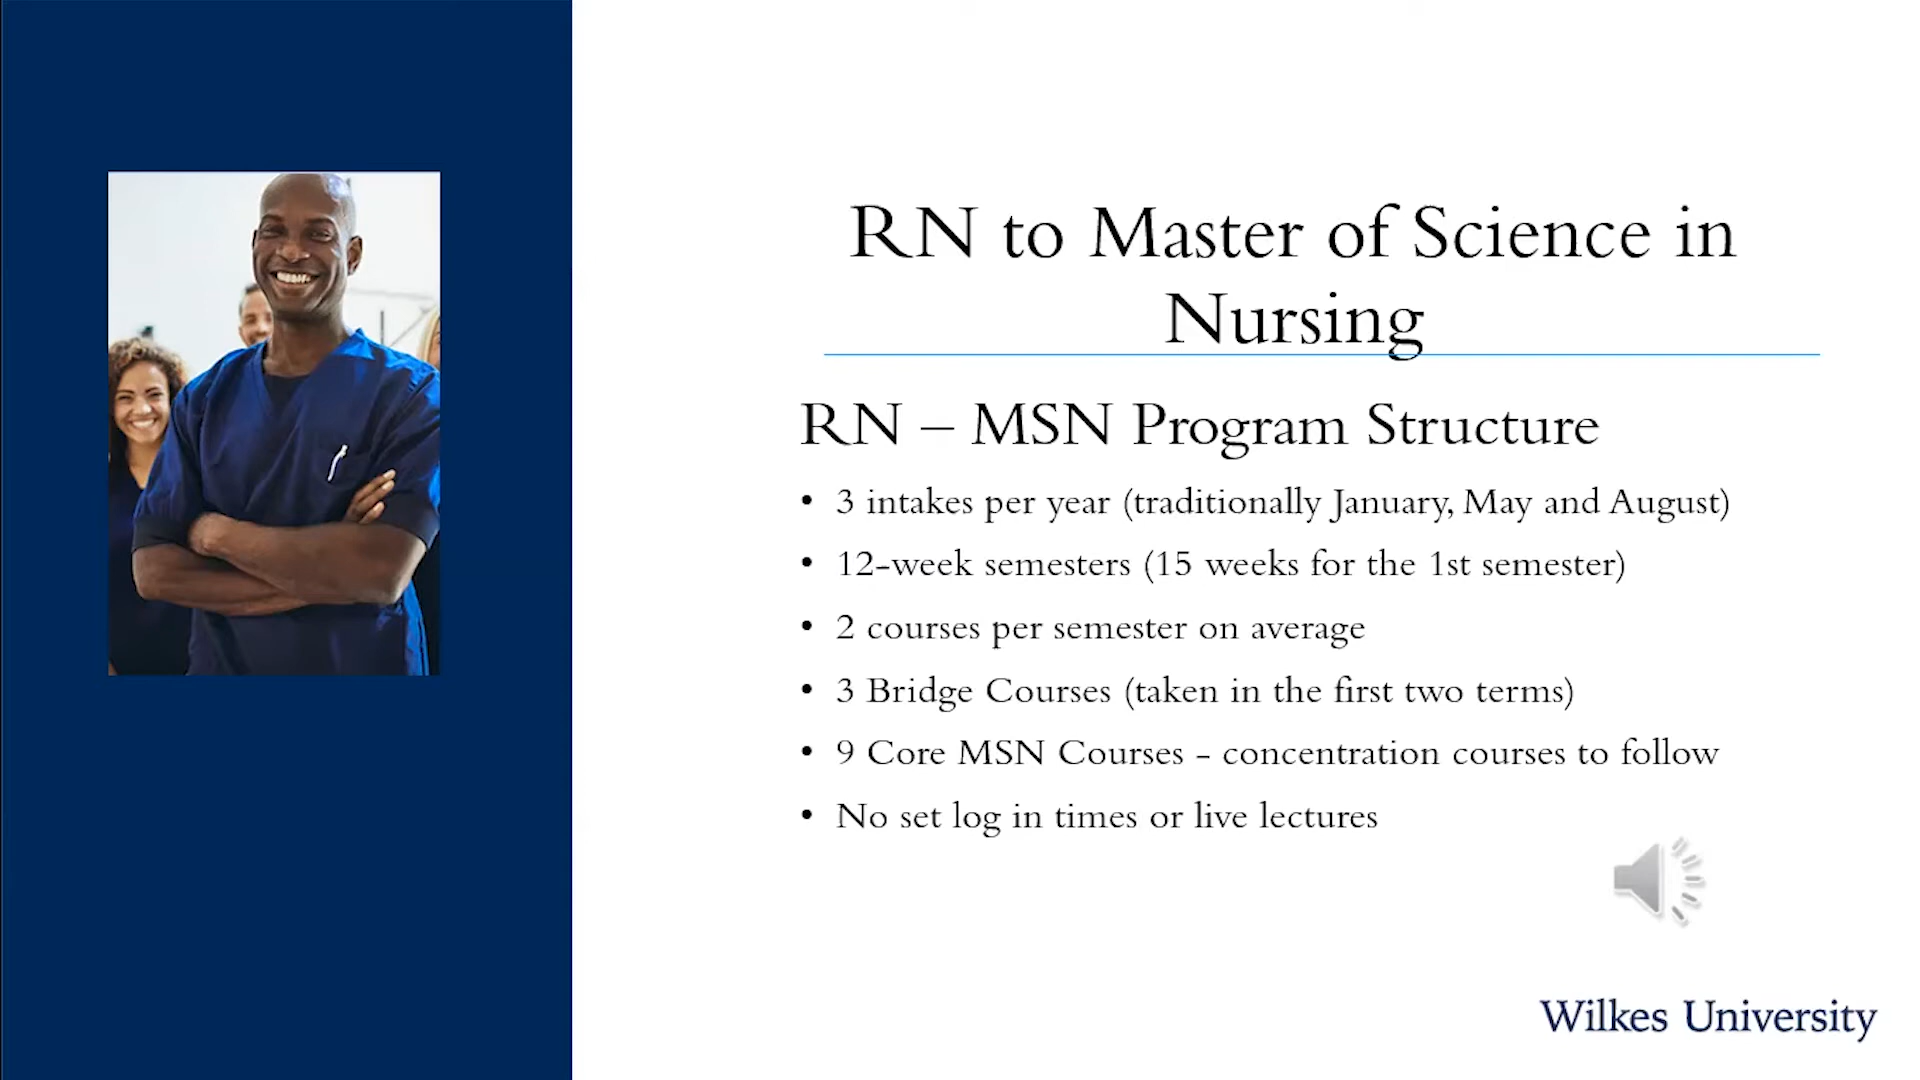 RN to Master of Science in
Nursing
RN – MSN Program Structure
• 3 intakes per year (traditionally January, May and August)
• 12-week semesters (15 weeks for the 1st semester)
• 2 courses per semester on average
• 3 Bridge Courses (taken in the first two terms)
• 9 Core MSN Courses - concentration courses to follow
• No set log in times or live lectures
Wilkes University